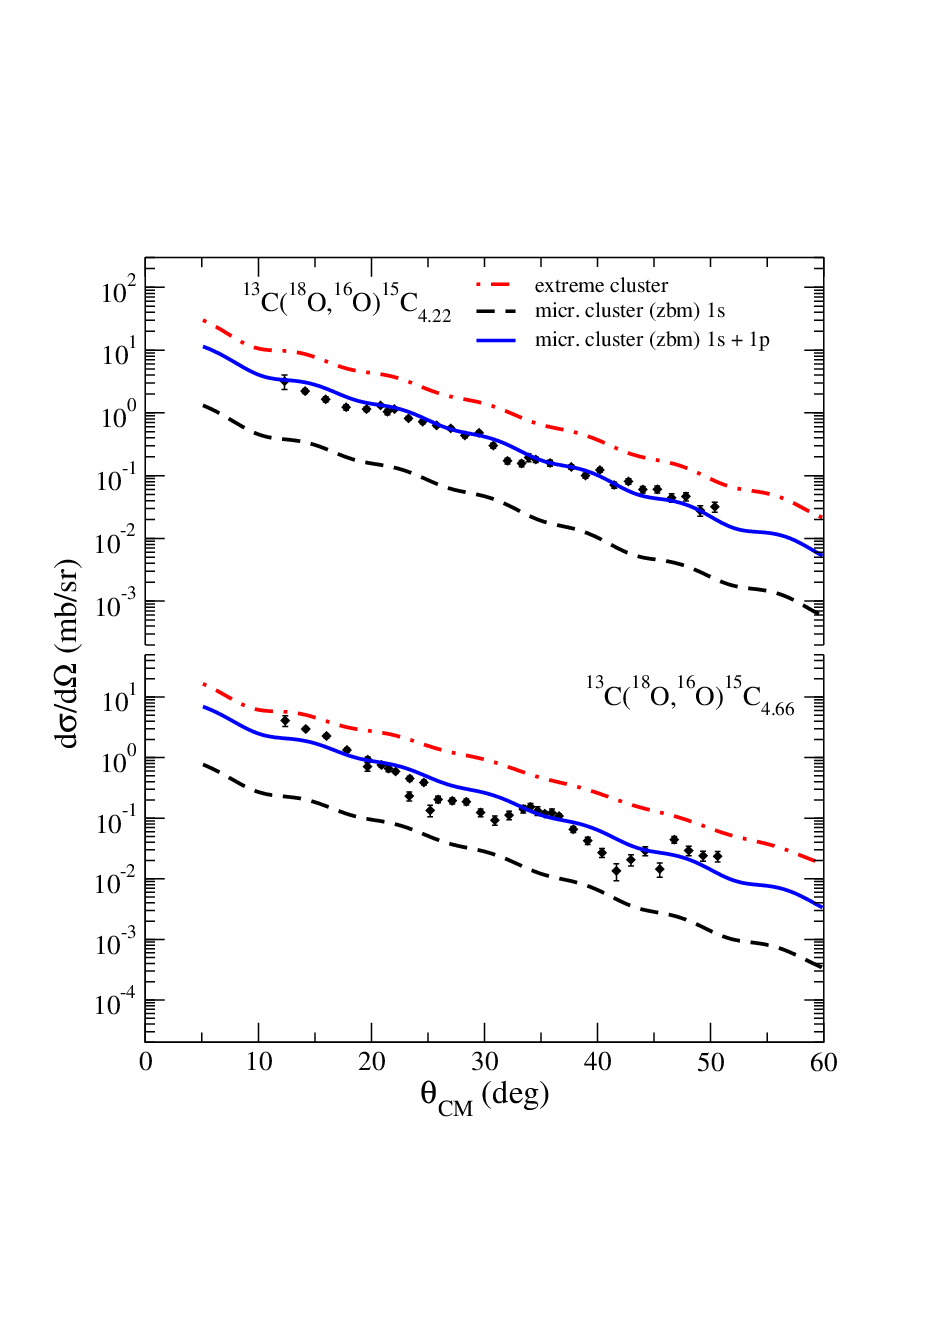 ¹³C(¹⁸O,¹⁶O)¹⁵C₄.₂₂
extreme cluster
micr. cluster (zbm) 1s
micr. cluster (zbm) 1s + 1p
10²
10¹
10⁰
10⁻¹
10⁻²
10⁻³
dσ/dΩ (mb/sr)
¹³C(¹⁸O,¹⁶O)¹⁵C₄.₆₆
10¹
10⁰
10⁻¹
10⁻²
10⁻³
10⁻⁴
0 10 20 30 40 50 60
θCM (deg)